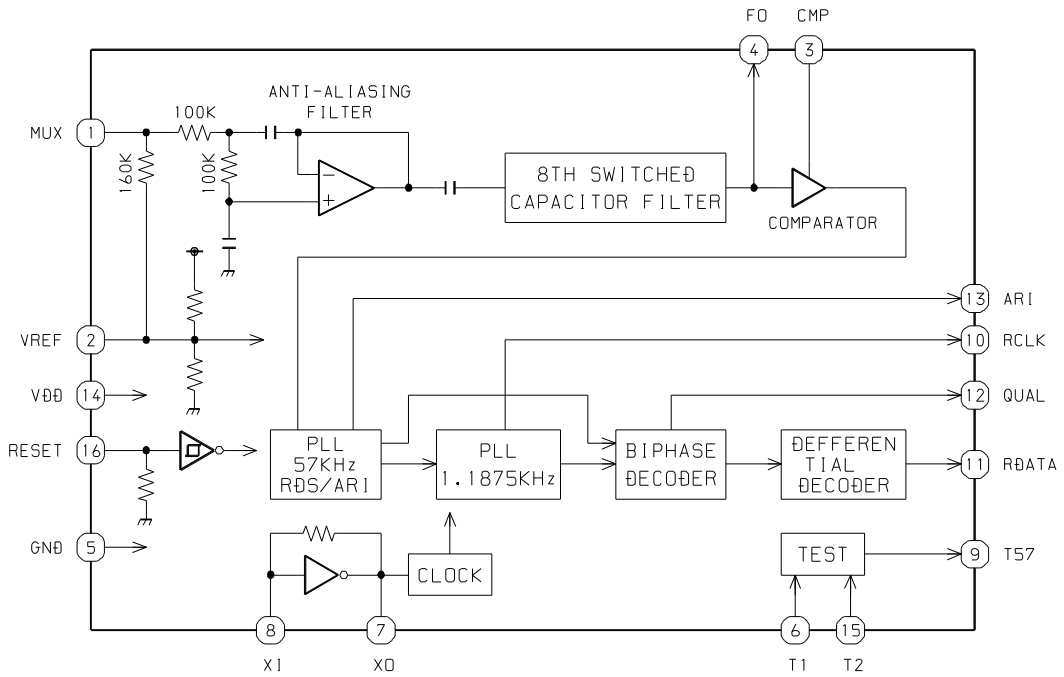 FO CMP
4 3
ANTI-ALIASING
FILTER
100K
MUX 1
160K
100K
−
+
8TH SWITCHED
CAPACITOR FILTER
COMPARATOR
13 ARI
VREF 2
10 RCLK
VDD 14
12 QUAL
RESET 16
PLL
57KHz
RDS/ARI
PLL
1.1875KHz
BIPHASE
DECODER
DEFFEREN
TIAL
DECODER
11 RDATA
GND 5
CLOCK
TEST
9 T57
8 7 6 15
XI XO T1 T2